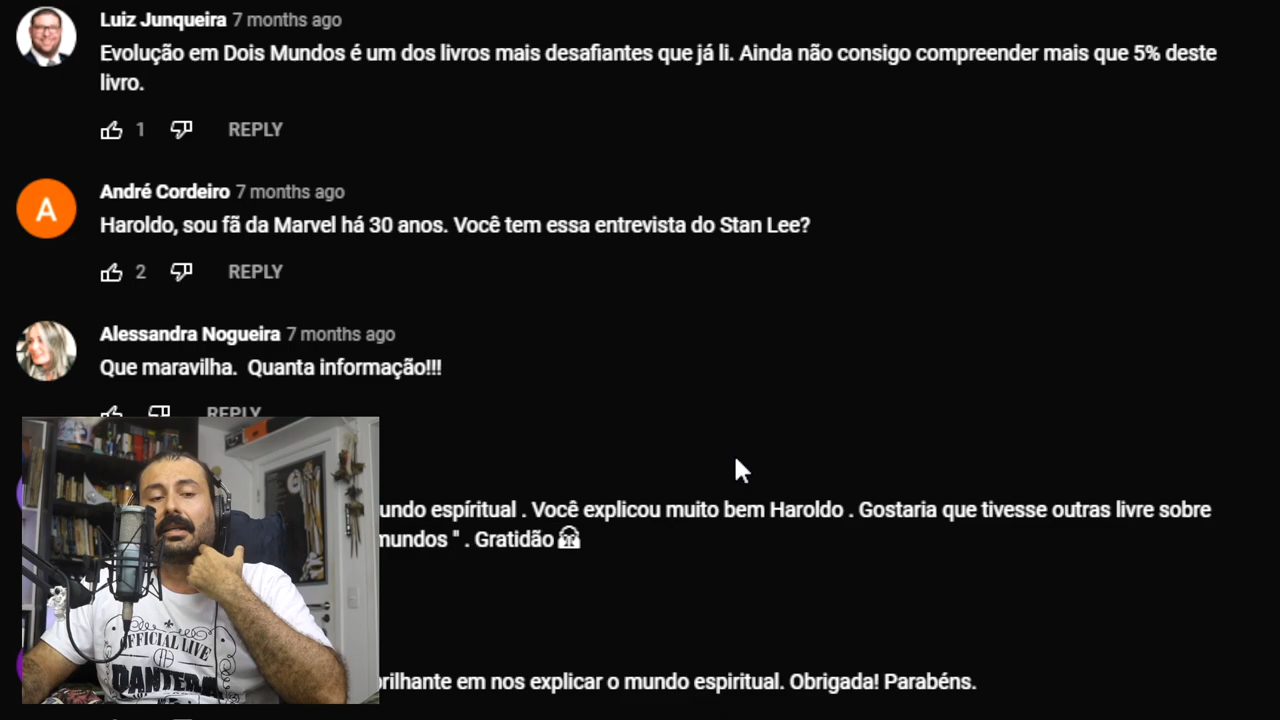 Luiz Junqueira 7 months ago
Evolução em Dois Mundos é um dos livros mais desafiantes que já li. Ainda não consigo compreender mais que 5% deste
livro.
1 REPLY
A
André Cordeiro 7 months ago
Haroldo, sou fã da Marvel há 30 anos. Você tem essa entrevista do Stan Lee?
2 REPLY
Alessandra Nogueira 7 months ago
Que maravilha. Quanta informação!!!
REPLY
undo espíritual . Você explicou muito bem Haroldo . Gostaria que tivesse outras livre sobre
mundos " . Gratidão
OFFICIAL LIVE
PANTERA
brilhante em nos explicar o mundo espiritual. Obrigada! Parabéns.